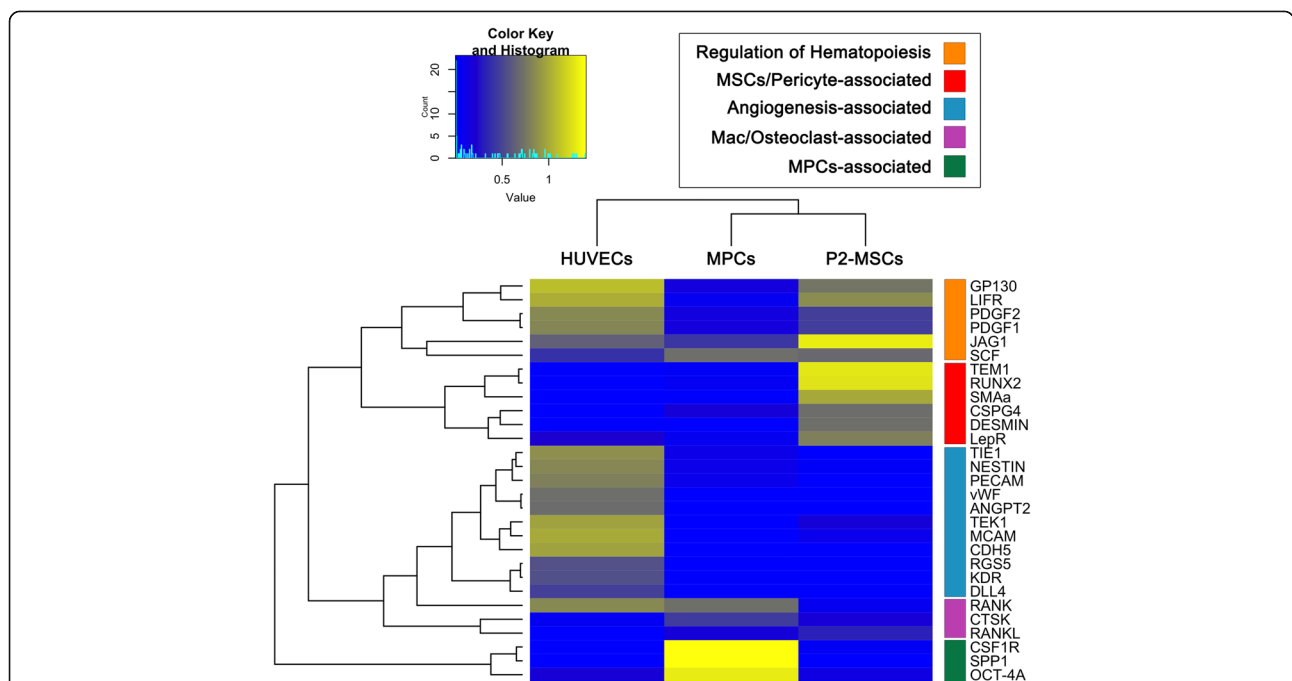 Color Key
and Histogram
Count
0 5 10 20
0.5 1
Value
Regulation of Hematopoiesis
MSCs/Pericyte-associated
Angiogenesis-associated
Mac/Osteoclast-associated
MPCs-associated
HUVECs MPCs P2-MSCs
GP130
LIFR
PDGF2
PDGF1
JAG1
SCF
TEM1
RUNX2
SMAa
CSPG4
DESMIN
LepR
TIE1
NESTIN
PECAM
vWF
ANGPT2
TEK1
MCAM
CDH5
RGS5
KDR
DLL4
RANK
CTSK
RANKL
CSF1R
SPP1
OCT-4A